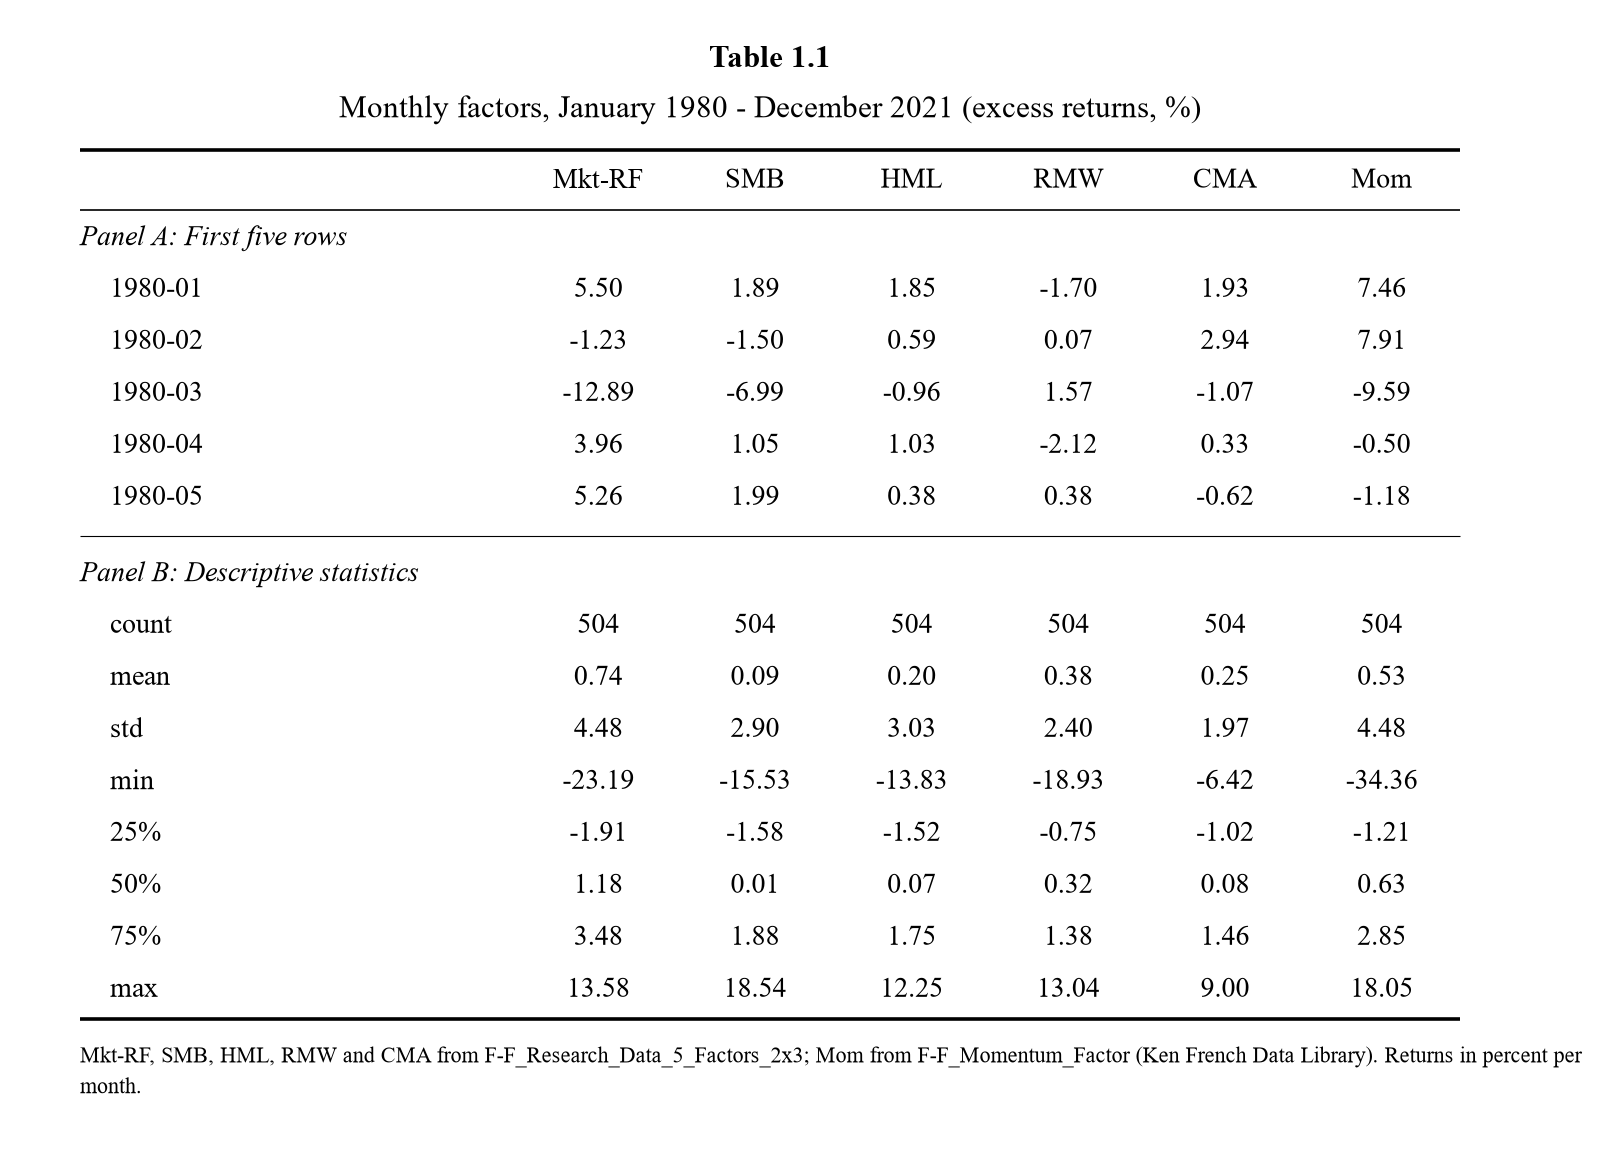 Table 1.1
Monthly factors, January 1980 - December 2021 (excess returns, %)
Mkt-RF SMB HML RMW CMA Mom
Panel A: First five rows
1980-01 5.50 1.89 1.85 -1.70 1.93 7.46
1980-02 -1.23 -1.50 0.59 0.07 2.94 7.91
1980-03 -12.89 -6.99 -0.96 1.57 -1.07 -9.59
1980-04 3.96 1.05 1.03 -2.12 0.33 -0.50
1980-05 5.26 1.99 0.38 0.38 -0.62 -1.18
Panel B: Descriptive statistics
count 504 504 504 504 504 504
mean 0.74 0.09 0.20 0.38 0.25 0.53
std 4.48 2.90 3.03 2.40 1.97 4.48
min -23.19 -15.53 -13.83 -18.93 -6.42 -34.36
25% -1.91 -1.58 -1.52 -0.75 -1.02 -1.21
50% 1.18 0.01 0.07 0.32 0.08 0.63
75% 3.48 1.88 1.75 1.38 1.46 2.85
max 13.58 18.54 12.25 13.04 9.00 18.05
Mkt-RF, SMB, HML, RMW and CMA from F-F_Research_Data_5_Factors_2x3; Mom from F-F_Momentum_Factor (Ken French Data Library). Returns in percent per
month.